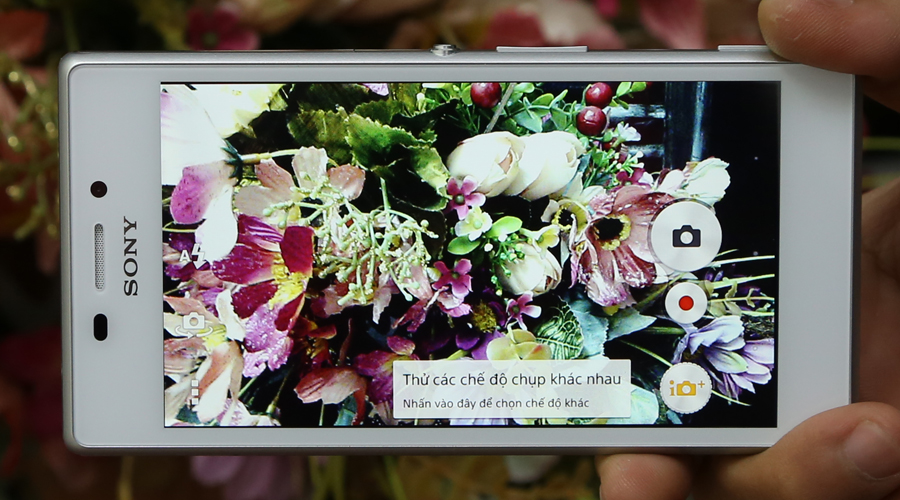 SONY
A
Thử các chế độ chụp khác nhau
Nhấn vào đây để chọn chế độ khác
i+